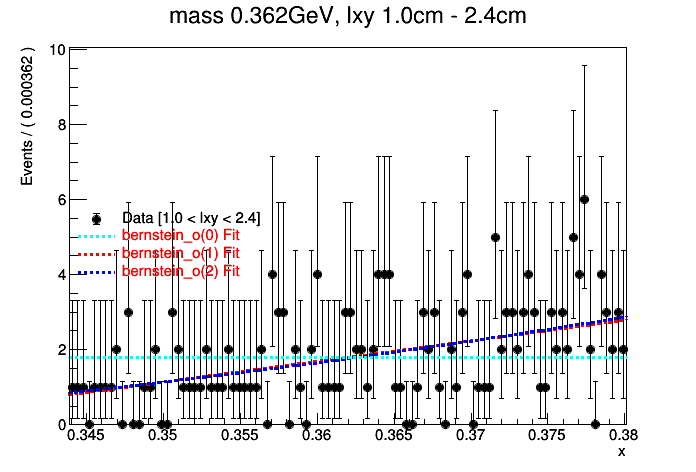 mass 0.362GeV, lxy 1.0cm - 2.4cm
Events / ( 0.000362 )
10
8
6
4
2
0
Data [1.0 < lxy < 2.4]
bernstein_o(0) Fit
bernstein_o(1) Fit
bernstein_o(2) Fit
0.345 0.35 0.355 0.36 0.365 0.37 0.375 0.38
x